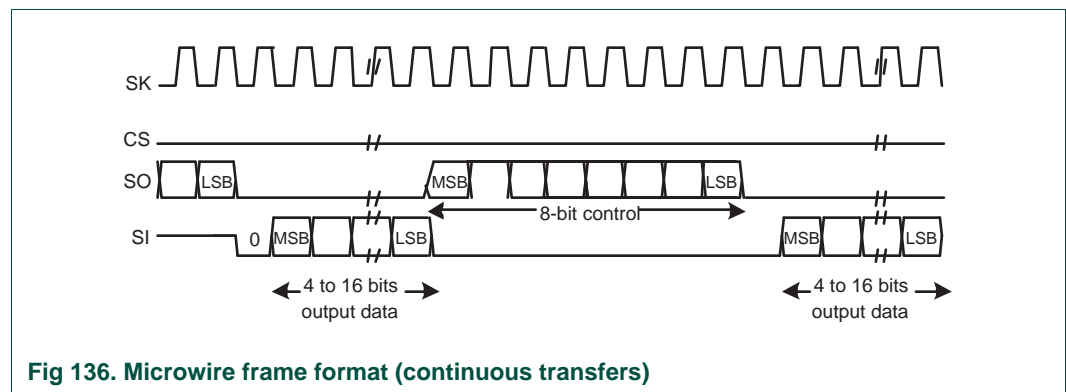 SK
CS
SO
LSB
MSB
LSB
8-bit control
SI
0
MSB
LSB
MSB
LSB
4 to 16 bits
output data
4 to 16 bits
output data
Fig 136. Microwire frame format (continuous transfers)